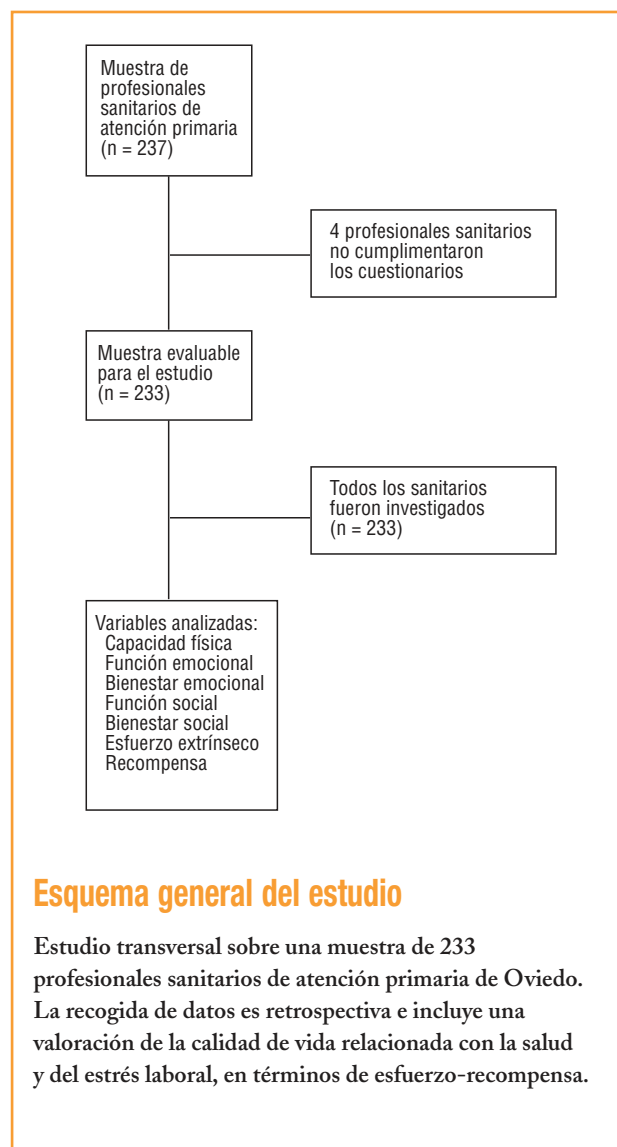 Muestra de
profesionales
sanitarios de
atención primaria
(n = 237)
4 profesionales sanitarios
no cumplimentaron
los cuestionarios
Muestra evaluable
para el estudio
(n = 233)
Todos los sanitarios
fueron investigados
(n = 233)
Variables analizadas:
Capacidad física
Función emocional
Bienestar emocional
Función social
Bienestar social
Esfuerzo extrínseco
Recompensa
Esquema general del estudio
Estudio transversal sobre una muestra de 233
profesionales sanitarios de atención primaria de Oviedo.
La recogida de datos es retrospectiva e incluye una
valoración de la calidad de vida relacionada con la salud
y del estrés laboral, en términos de esfuerzo-recompensa.